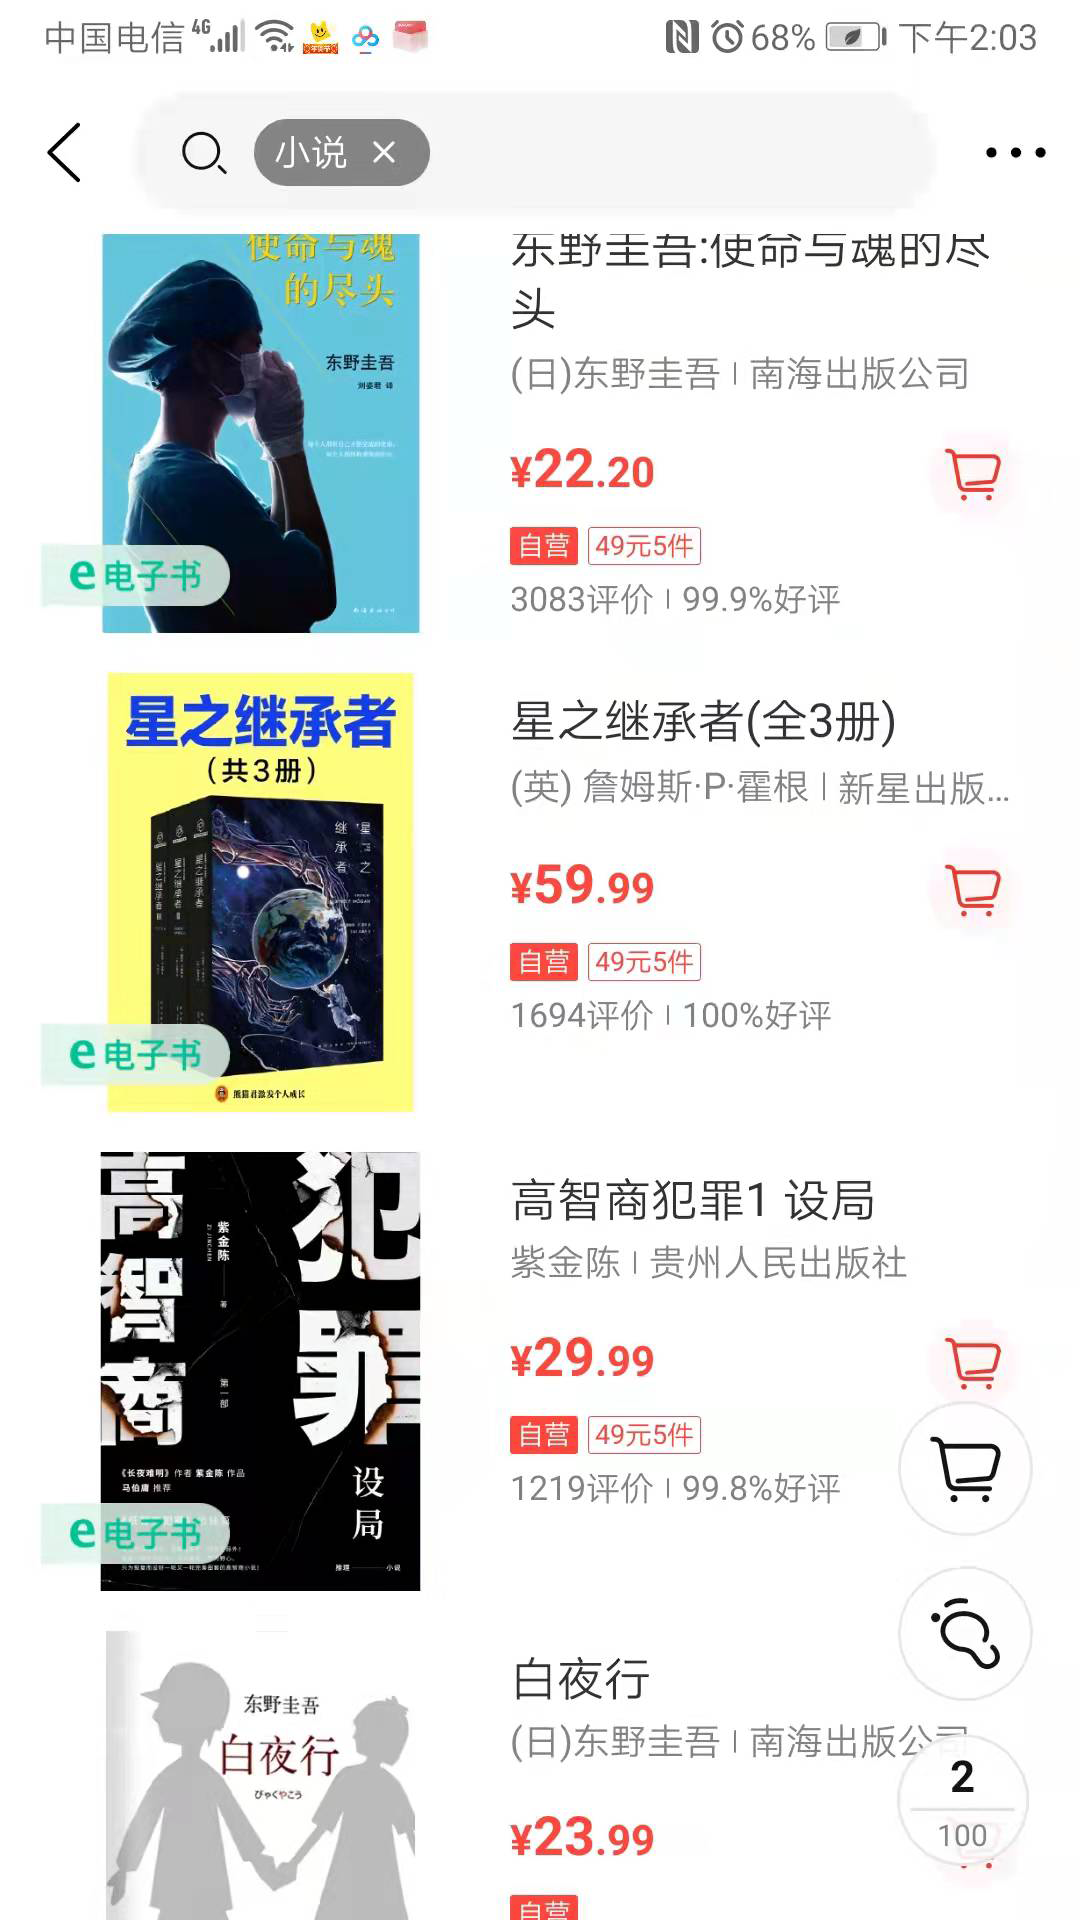 中国电信 4G 68% 下午2:03
小说 ×
东野圭吾:使命与魂的尽
头
(日)东野圭吾 | 南海出版公司
¥22.20
自营 49元5件
3083评价 | 99.9%好评
使命与魂
的尽头
东野圭吾
刘姿君 译
e电子书
星之继承者(全3册)
(英) 詹姆斯·P·霍根 | 新星出版...
¥59.99
自营 49元5件
1694评价 | 100%好评
星之继承者
(共3册)
星之
继承者
熊猫君激发个人成长
e电子书
高智商犯罪1 设局
紫金陈 | 贵州人民出版社
¥29.99
自营 49元5件
1219评价 | 99.8%好评
高智商
犯罪
紫金陈
ZI JINCHEN
著
第一部
设局
《长夜难明》作者 紫金陈 作品
马伯庸 推荐
推理 小说
e电子书
白夜行
(日)东野圭吾 | 南海出版公司
¥23.99
自营
东野圭吾
白夜行
びゃくやこう
2
100